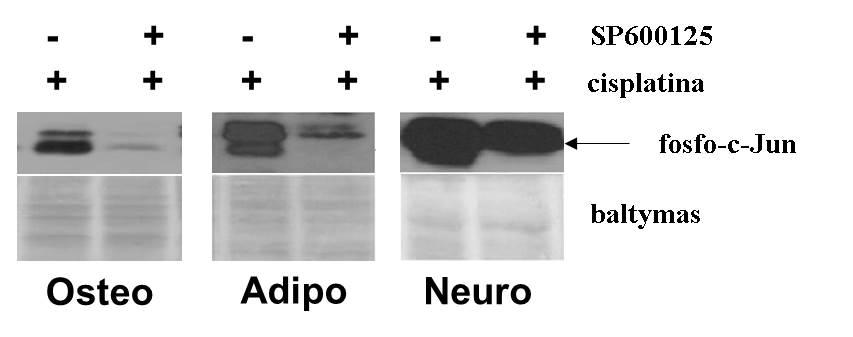 - + - + - + SP600125
+ + + + + + cisplatina
fosfo-c-Jun
baltymas
Osteo Adipo Neuro